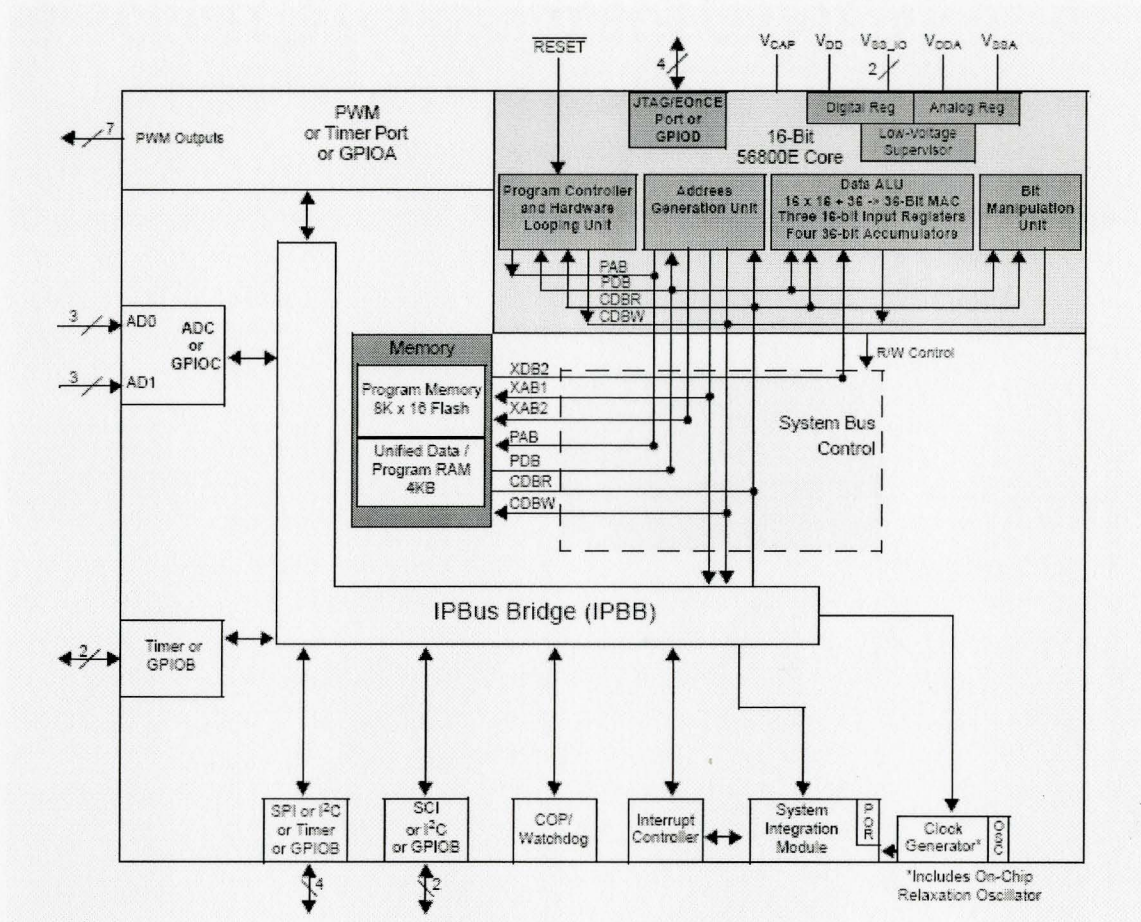 RESET
4
VCAP
VDD
VSS_IO
VDDA
VSSA
2
7
PWM Outputs
PWM
or Timer Port
or GPIOA
JTAG/EOnCE
Port or
GPIOD
Digital Reg
Analog Reg
Low-Voltage
Supervisor
16-Bit
56800E Core
Program Controller
and Hardware
Looping Unit
Address
Generation Unit
Data ALU
16 x 16 + 36 -> 36-Bit MAC
Three 16-bit Input Registers
Four 36-bit Accumulators
Bit
Manipulation
Unit
PAB
PDB
CDBR
CDBW
3
AD0
3
AD1
ADC
or
GPIOC
Memory
Program Memory
8K x 16 Flash
Unified Data /
Program RAM
4KB
R/W Control
XDB2
XAB1
XAB2
PAB
PDB
CDBR
CDBW
System Bus
Control
IPBus Bridge (IPBB)
2
Timer or
GPIOB
SPI or I²C
or Timer
or GPIOB
4
SCI
or I²C
or GPIOB
2
COP/
Watchdog
Interrupt
Controller
System
Integration
Module
POR
Clock
Generator*
OSC
*Includes On-Chip
Relaxation Oscillator